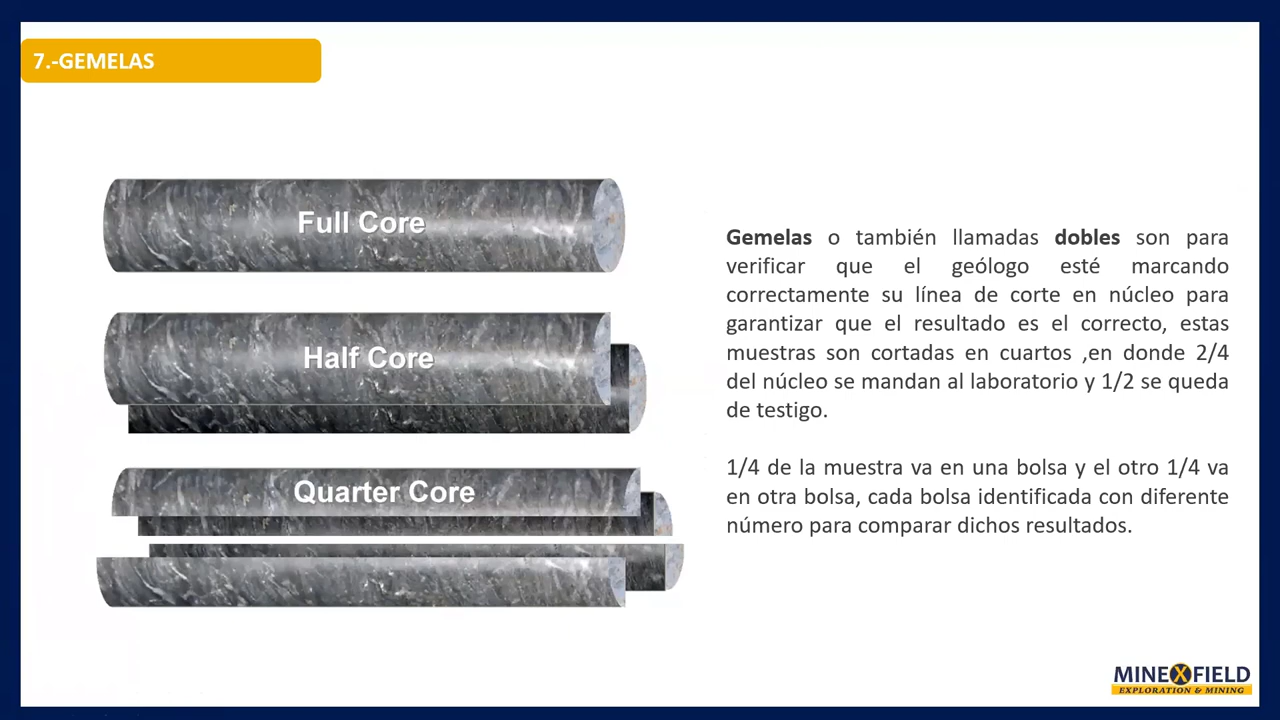 7.-GEMELAS
Full Core
Half Core
Quarter Core
Gemelas o también llamadas dobles son para
verificar que el geólogo esté marcando
correctamente su línea de corte en núcleo para
garantizar que el resultado es el correcto, estas
muestras son cortadas en cuartos ,en donde 2/4
del núcleo se mandan al laboratorio y 1/2 se queda
de testigo.
1/4 de la muestra va en una bolsa y el otro 1/4 va
en otra bolsa, cada bolsa identificada con diferente
número para comparar dichos resultados.
MINEXFIELD
EXPLORATION & MINING